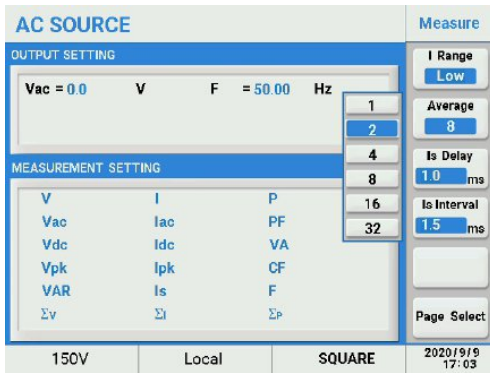 AC SOURCE
Measure
OUTPUT SETTING
Vac = 0.0 V F = 50.00 Hz
1
2
4
8
16
32
MEASUREMENT SETTING
V I P
Vac Iac PF
Vdc Idc VA
Vpk Ipk CF
VAR Is F
ΣV ΣI ΣP
I Range
Low
Average
8
Is Delay
1.0 ms
Is Interval
1.5 ms
Page Select
150V Local SQUARE
2020/9/9
17:03